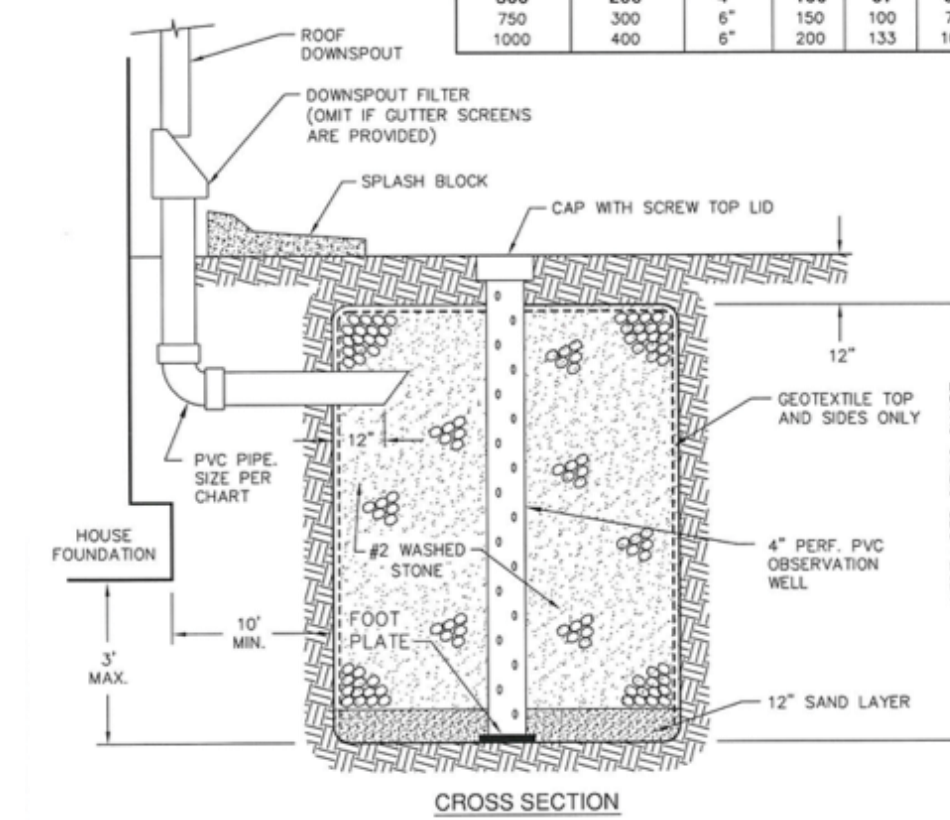 750 300 6" 150 100
1000 400 6" 200 133
ROOF
DOWNSPOUT
DOWNSPOUT FILTER
(OMIT IF GUTTER SCREENS
ARE PROVIDED)
SPLASH BLOCK
CAP WITH SCREW TOP LID
12"
GEOTEXTILE TOP
AND SIDES ONLY
12"
PVC PIPE.
SIZE PER
CHART
HOUSE
FOUNDATION
#2 WASHED
STONE
4" PERF. PVC
OBSERVATION
WELL
10'
MIN.
FOOT
PLATE
3'
MAX.
12" SAND LAYER
CROSS SECTION